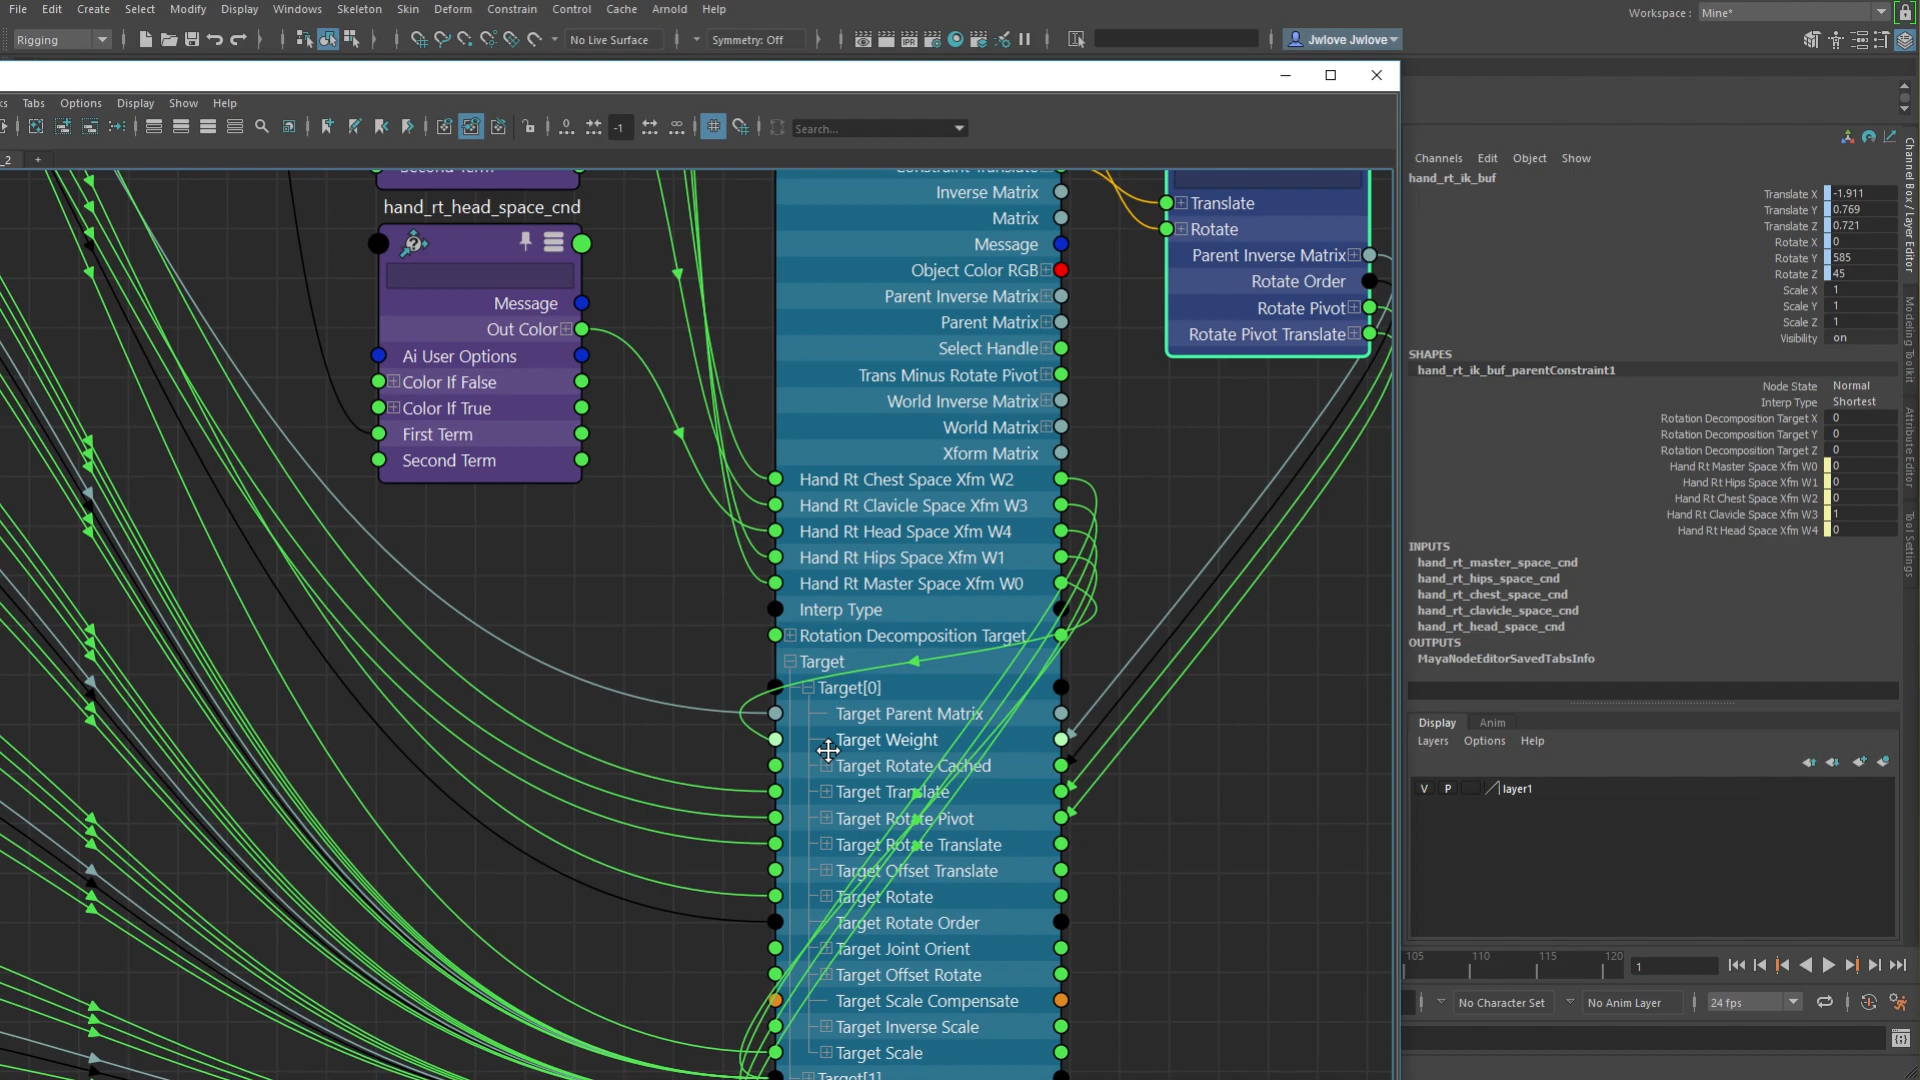 File Edit Create Select Modify Display Windows Skeleton Skin Deform Constrain Control Cache Arnold Help
Workspace : Mine*
Rigging No Live Surface Symmetry: Off Jwlove Jwlove
ks Tabs Options Display Show Help
-1 Search...
_2 +
hand_rt_head_space_cnd
Message
Out Color
Ai User Options
Color If False
Color If True
First Term
Second Term
Inverse Matrix
Matrix
Message
Object Color RGB
Parent Inverse Matrix
Parent Matrix
Select Handle
Trans Minus Rotate Pivot
World Inverse Matrix
World Matrix
Xform Matrix
Hand Rt Chest Space Xfm W2
Hand Rt Clavicle Space Xfm W3
Hand Rt Head Space Xfm W4
Hand Rt Hips Space Xfm W1
Hand Rt Master Space Xfm W0
Interp Type
Rotation Decomposition Target
Target
Target[0]
Target Parent Matrix
Target Weight
Target Rotate Cached
Target Translate
Target Rotate Pivot
Target Rotate Translate
Target Offset Translate
Target Rotate
Target Rotate Order
Target Joint Orient
Target Offset Rotate
Target Scale Compensate
Target Inverse Scale
Target Scale
Target[1]
Translate
Rotate
Parent Inverse Matrix
Rotate Order
Rotate Pivot
Rotate Pivot Translate
Channels Edit Object Show
hand_rt_ik_buf
Translate X -1.911
Translate Y 0.769
Translate Z 0.721
Rotate X 0
Rotate Y 585
Rotate Z 45
Scale X 1
Scale Y 1
Scale Z 1
Visibility on
SHAPES
hand_rt_ik_buf_parentConstraint1
Node State Normal
Interp Type Shortest
Rotation Decomposition Target X 0
Rotation Decomposition Target Y 0
Rotation Decomposition Target Z 0
Hand Rt Master Space Xfm W0 0
Hand Rt Hips Space Xfm W1 0
Hand Rt Chest Space Xfm W2 0
Hand Rt Clavicle Space Xfm W3 1
Hand Rt Head Space Xfm W4 0
INPUTS
hand_rt_master_space_cnd
hand_rt_hips_space_cnd
hand_rt_chest_space_cnd
hand_rt_clavicle_space_cnd
hand_rt_head_space_cnd
OUTPUTS
MayaNodeEditorSavedTabsInfo
Display Anim
Layers Options Help
V P layer1
105 110 115 120 1
No Character Set No Anim Layer 24 fps
Channel Box / Layer Editor
Modeling Toolkit
Attribute Editor
Tool Settings